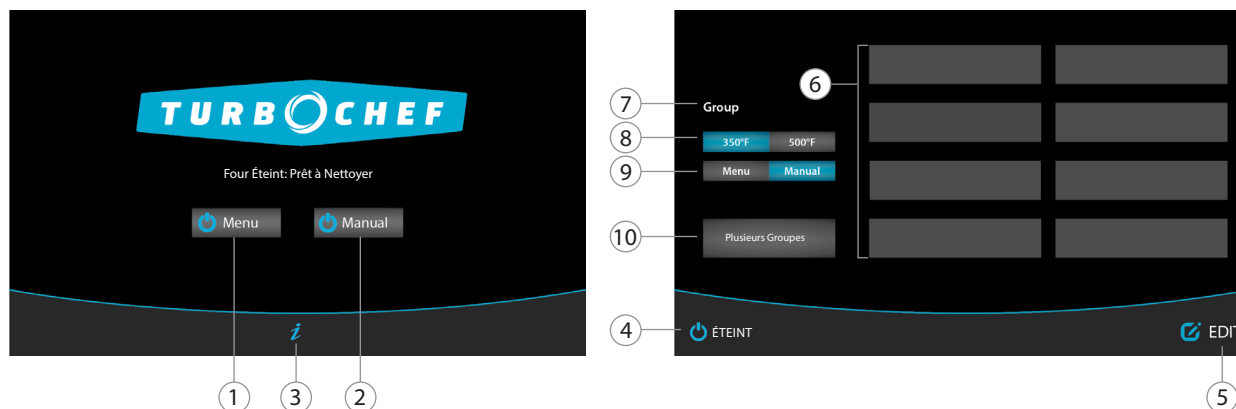 TURBOCHEF
Four Éteint: Prêt à Nettoyer
Menu
Manual
i
1
3
2
6
7
Group
8
350°F
500°F
9
Menu
Manual
10
Plusieurs Groupes
4
ÉTEINT
EDIT
5